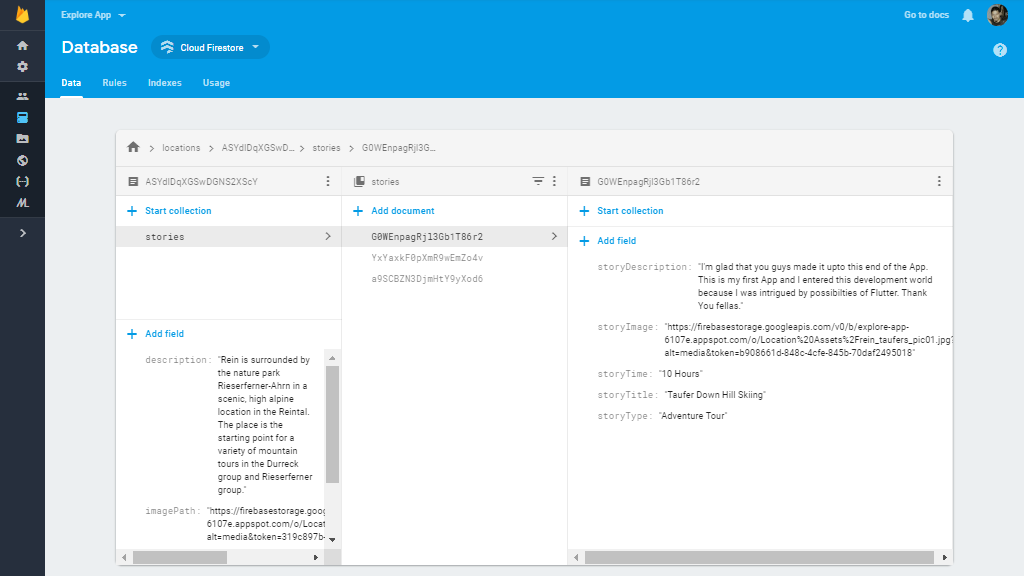 Explore App
Go to docs
Database
Cloud Firestore
Data Rules Indexes Usage
locations
ASYdIDqXGSwD...
stories
G0WEnpagRjI3G...
ASYdIDqXGSwDGNS2XScY
stories
G0WEnpagRjI3Gb1T86r2
Start collection
Add document
Start collection
stories
G0WEnpagRjl3Gb1T86r2
YxYaxkF0pXmR9wEmZo4v
a9SCBZN3DjmHtY9yXod6
Add field
description: "Rein is surrounded by
the nature park
Rieserferner-Ahrn in a
scenic, high alpine
location in the Reintal.
The place is the
starting point for a
variety of mountain
tours in the Durreck
group and Rieserferner
group."
imagePath: "https://firebasestorage.goog
6107e.appspot.com/o/Locat
alt=media&token=319c897b-
Add field
storyDescription: "I'm glad that you guys made it upto this end of the App.
This is my first App and I entered this development world
because I was intrigued by possibilties of Flutter. Thank
You fellas."
storyImage: "https://firebasestorage.googleapis.com/v0/b/explore-app-
6107e.appspot.com/o/Location%20Assets%2Frein_taufers_pic01.jpg?
alt=media&token=b908661d-848c-4cfe-845b-70daf2495018"
storyTime: "10 Hours"
storyTitle: "Taufer Down Hill Skiing"
storyType: "Adventure Tour"